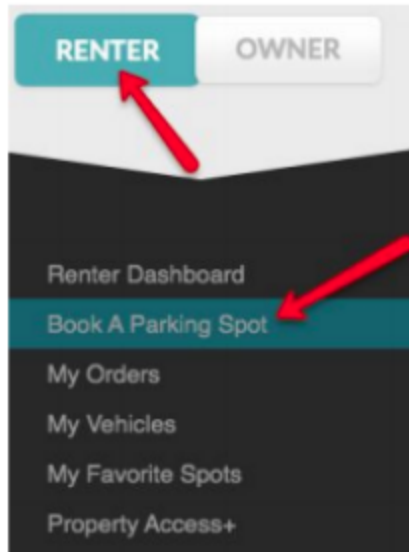 RENTER OWNER
Renter Dashboard
Book A Parking Spot
My Orders
My Vehicles
My Favorite Spots
Property Access+